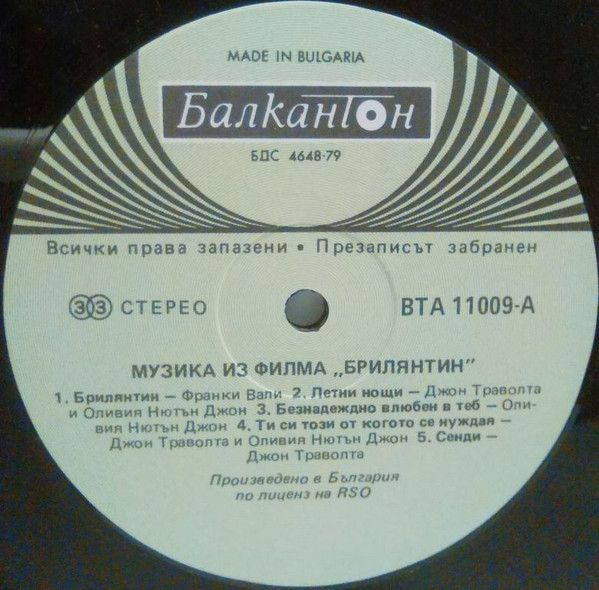 MADE IN BULGARIA
Балкантон
БДС 4648-79
Всички права запазени • Презаписът забранен
33 СТЕРЕО
ВТА 11009-А
МУЗИКА ИЗ ФИЛМА „БРИЛЯНТИН"
1. Брилянтин — Франки Вали 2. Летни нощи — Джон Траволта
и Оливия Нютън Джон 3. Безнадеждно влюбен в теб — Оли-
вия Нютън Джон 4. Ти си този от когото се нуждая —
Джон Траволта и Оливия Нютън Джон 5. Сенди —
Джон Траволта
Произведено в България
по лиценз на RSO